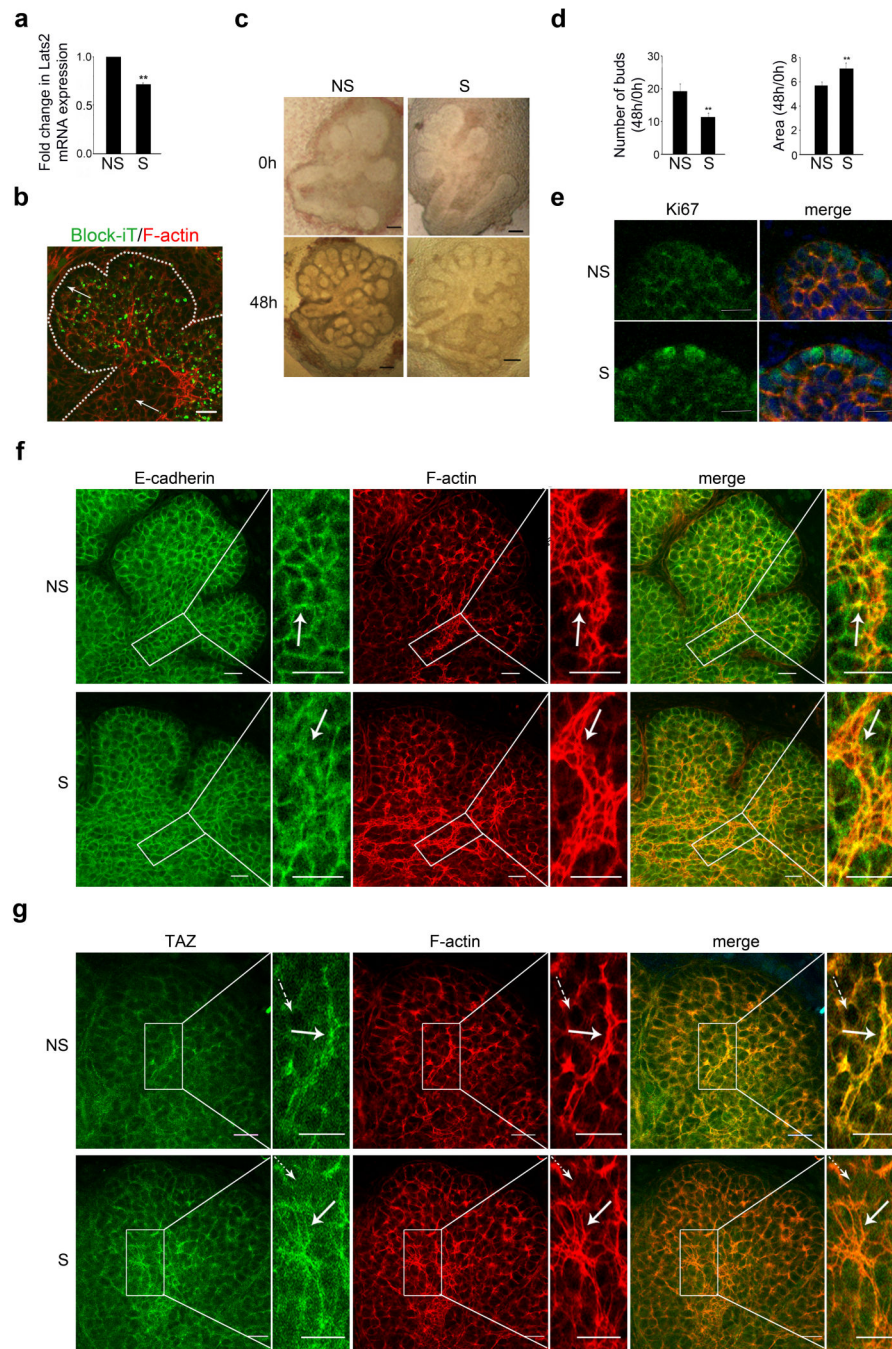 a
Fold change in Lats2
mRNA expression
1.0
0.5
0.0
**
NS S
b
Block-iT/F-actin
c
NS S
0h
48h
d
Number of buds
(48h/0h)
30
20
10
0
**
NS S
Area (48h/0h)
8
6
4
2
0
**
NS S
e
Ki67 merge
NS
S
f
E-cadherin F-actin merge
NS
S
g
TAZ F-actin merge
NS
S